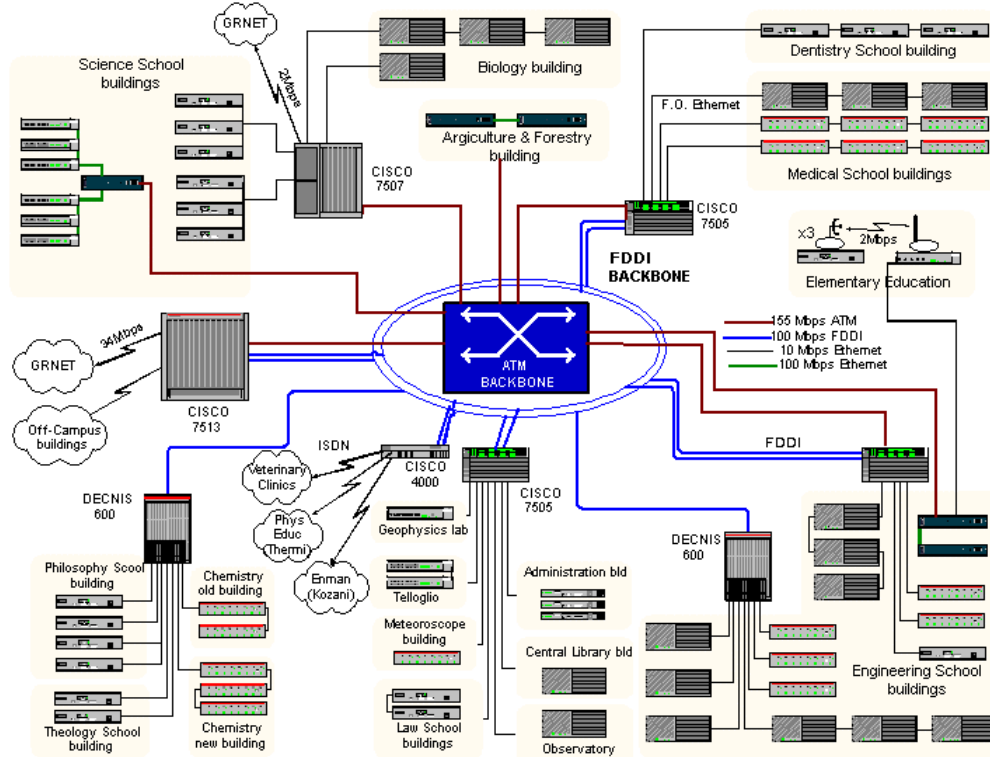 GRNET
Science School
buildings
2Mbps
Biology building
Dentistry School building
F.O. Ethernet
Medical School buildings
Argiculture & Forestry
building
CISCO
7507
CISCO
7505
FDDI
BACKBONE
x3
2Mbps
Elementary Education
155 Mbps ATM
100 Mbps FDDI
10 Mbps Ethernet
100 Mbps Ethernet
34Mbps
GRNET
Off-Campus
buildings
CISCO
7513
ATM
BACKBONE
ISDN
Veterinary
Clinics
CISCO
4000
FDDI
CISCO
7505
Phys
Educ
(Thermi)
Enman
(Kozani)
DECNIS
600
Geophysics lab
DECNIS
600
Philosophy Scool
building
Chemistry
old building
Telloglio
Administration bld
Meteoroscope
building
Central Library bld
Engineering School
buildings
Theology School
building
Chemistry
new building
Law School
buildings
Observatory